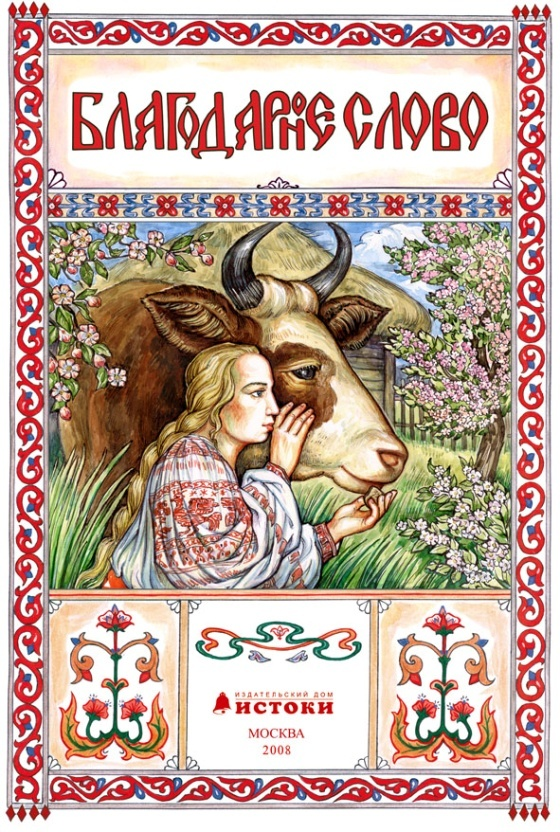 БЛАГОДАРНОЕ СЛОВО
ИЗДАТЕЛЬСКИЙ ДОМ
ИСТОКИ
МОСКВА
2008